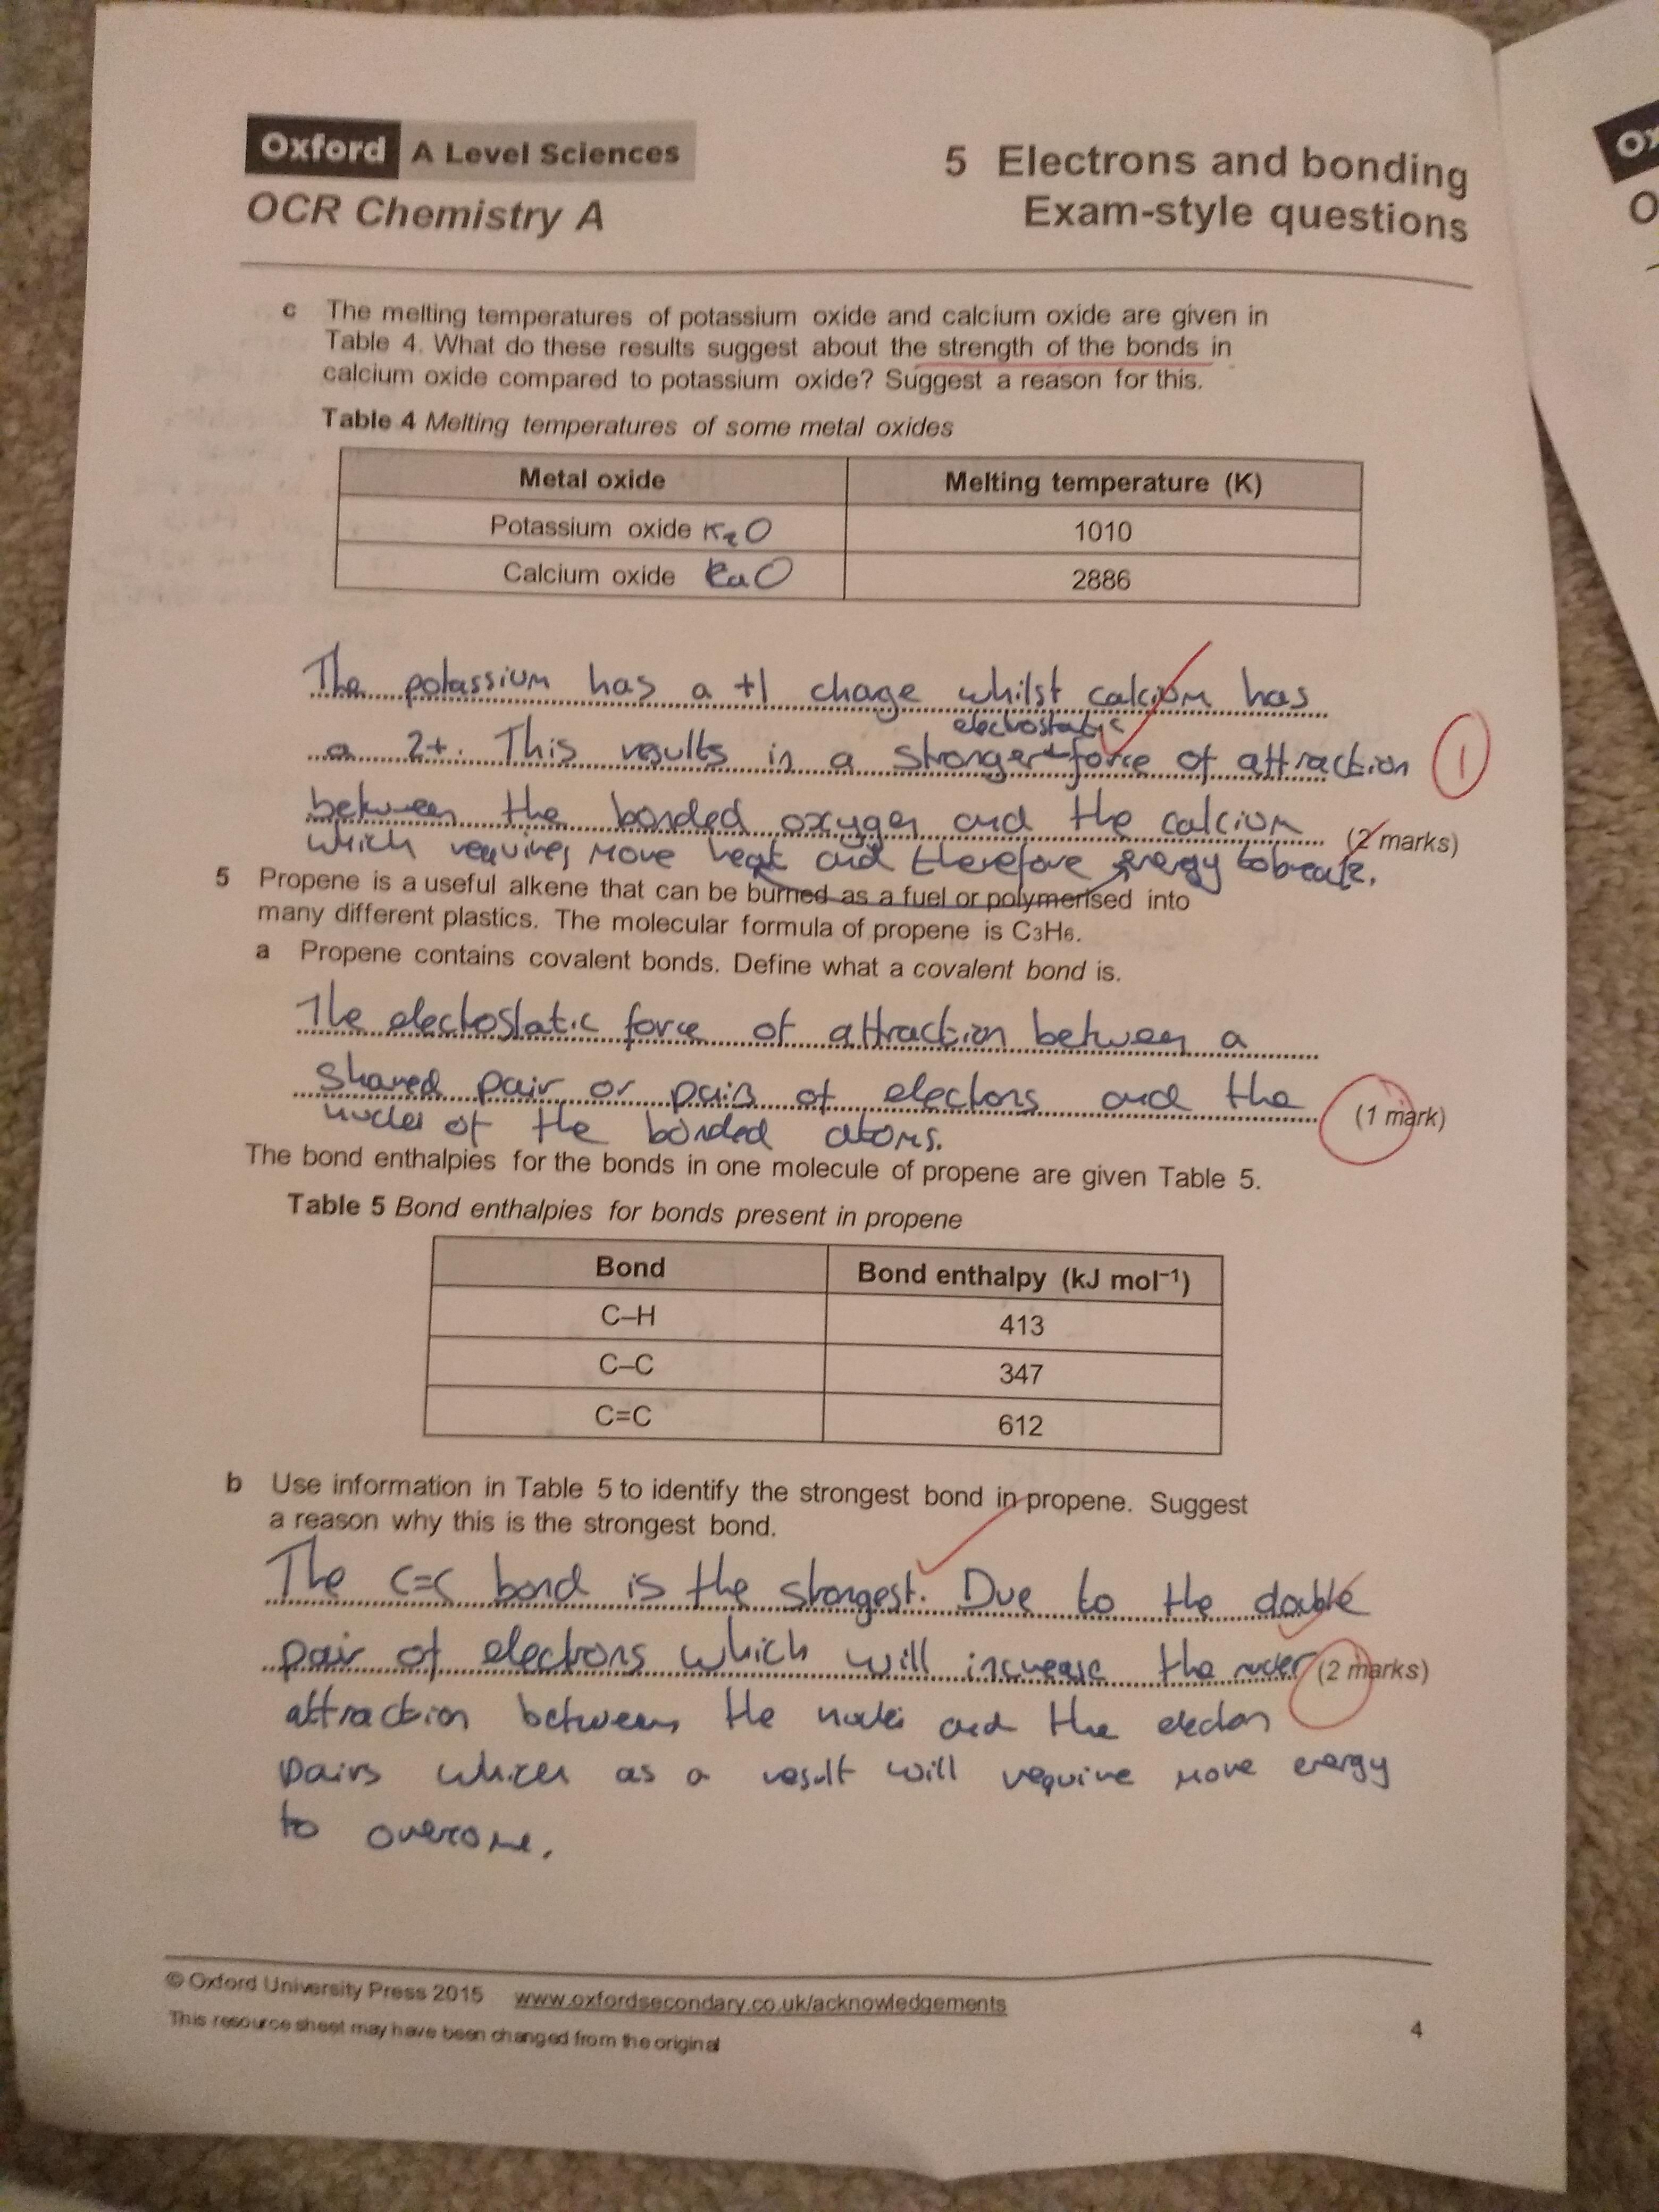 Oxford A Level Sciences
OCR Chemistry A
5 Electrons and bonding
Exam-style questions
c The melting temperatures of potassium oxide and calcium oxide are given in
Table 4. What do these results suggest about the strength of the bonds in
calcium oxide compared to potassium oxide? Suggest a reason for this.
Table 4 Melting temperatures of some metal oxides
Metal oxide Melting temperature (K)
Potassium oxide K2O 1010
Calcium oxide CaO 2886
The potassium has a +1 chage whilst calcium has
electrostatic
a 2+. This results in a stronger force of attraction 1
between the bonded oxygen and the calcium (2 marks)
which requires more heat and therefore energy to break.
5 Propene is a useful alkene that can be burned as a fuel or polymerised into
many different plastics. The molecular formula of propene is C3H6.
a Propene contains covalent bonds. Define what a covalent bond is.
The electostatic force of attraction between a
shared pair or pairs of electons and the (1 mark)
nuclei of the bonded atoms.
The bond enthalpies for the bonds in one molecule of propene are given Table 5.
Table 5 Bond enthalpies for bonds present in propene
Bond Bond enthalpy (kJ mol⁻¹)
C–H 413
C–C 347
C=C 612
b Use information in Table 5 to identify the strongest bond in propene. Suggest
a reason why this is the strongest bond.
The C=C bond is the strongest. Due to the double
pair of electrons which will increase the (2 marks)
attraction between the nuclei and the electon
pairs which as a result will require more energy
to overcome.
© Oxford University Press 2015 www.oxfordsecondary.co.uk/acknowledgements
This resource sheet may have been changed from the original
4